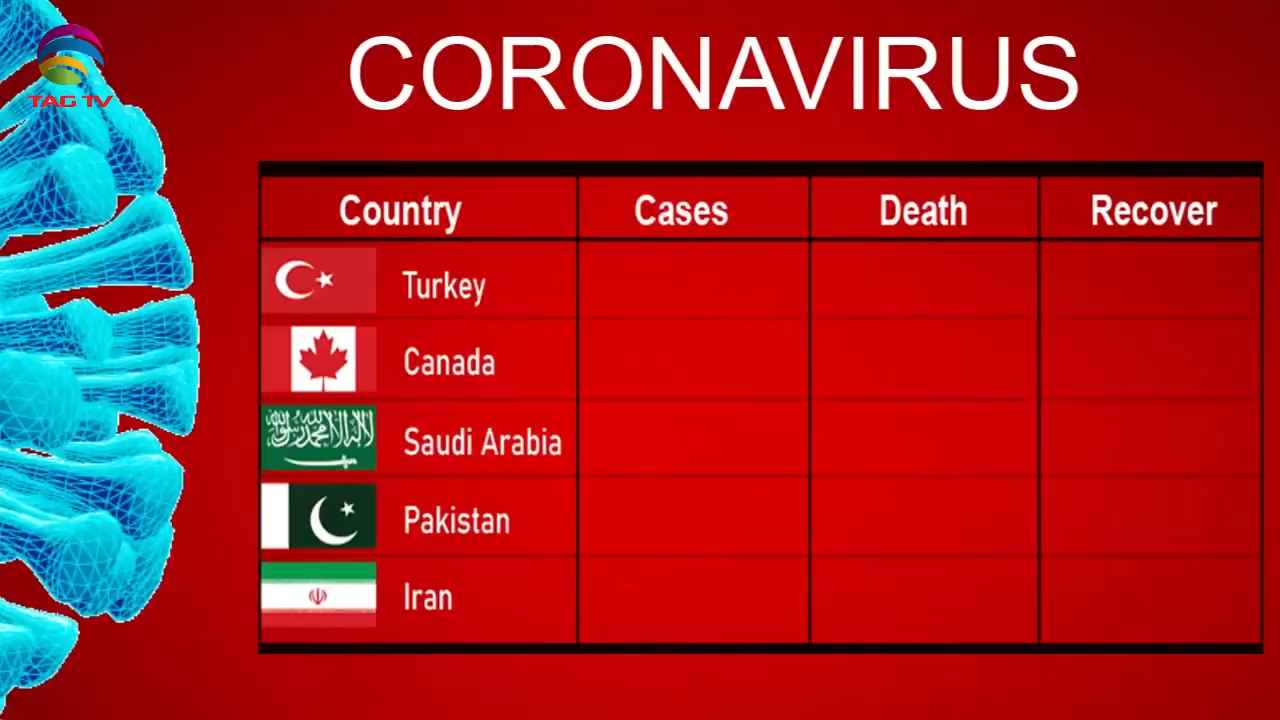 TAG TV
CORONAVIRUS
Country Cases Death Recover
Turkey
Canada
Saudi Arabia
Pakistan
Iran